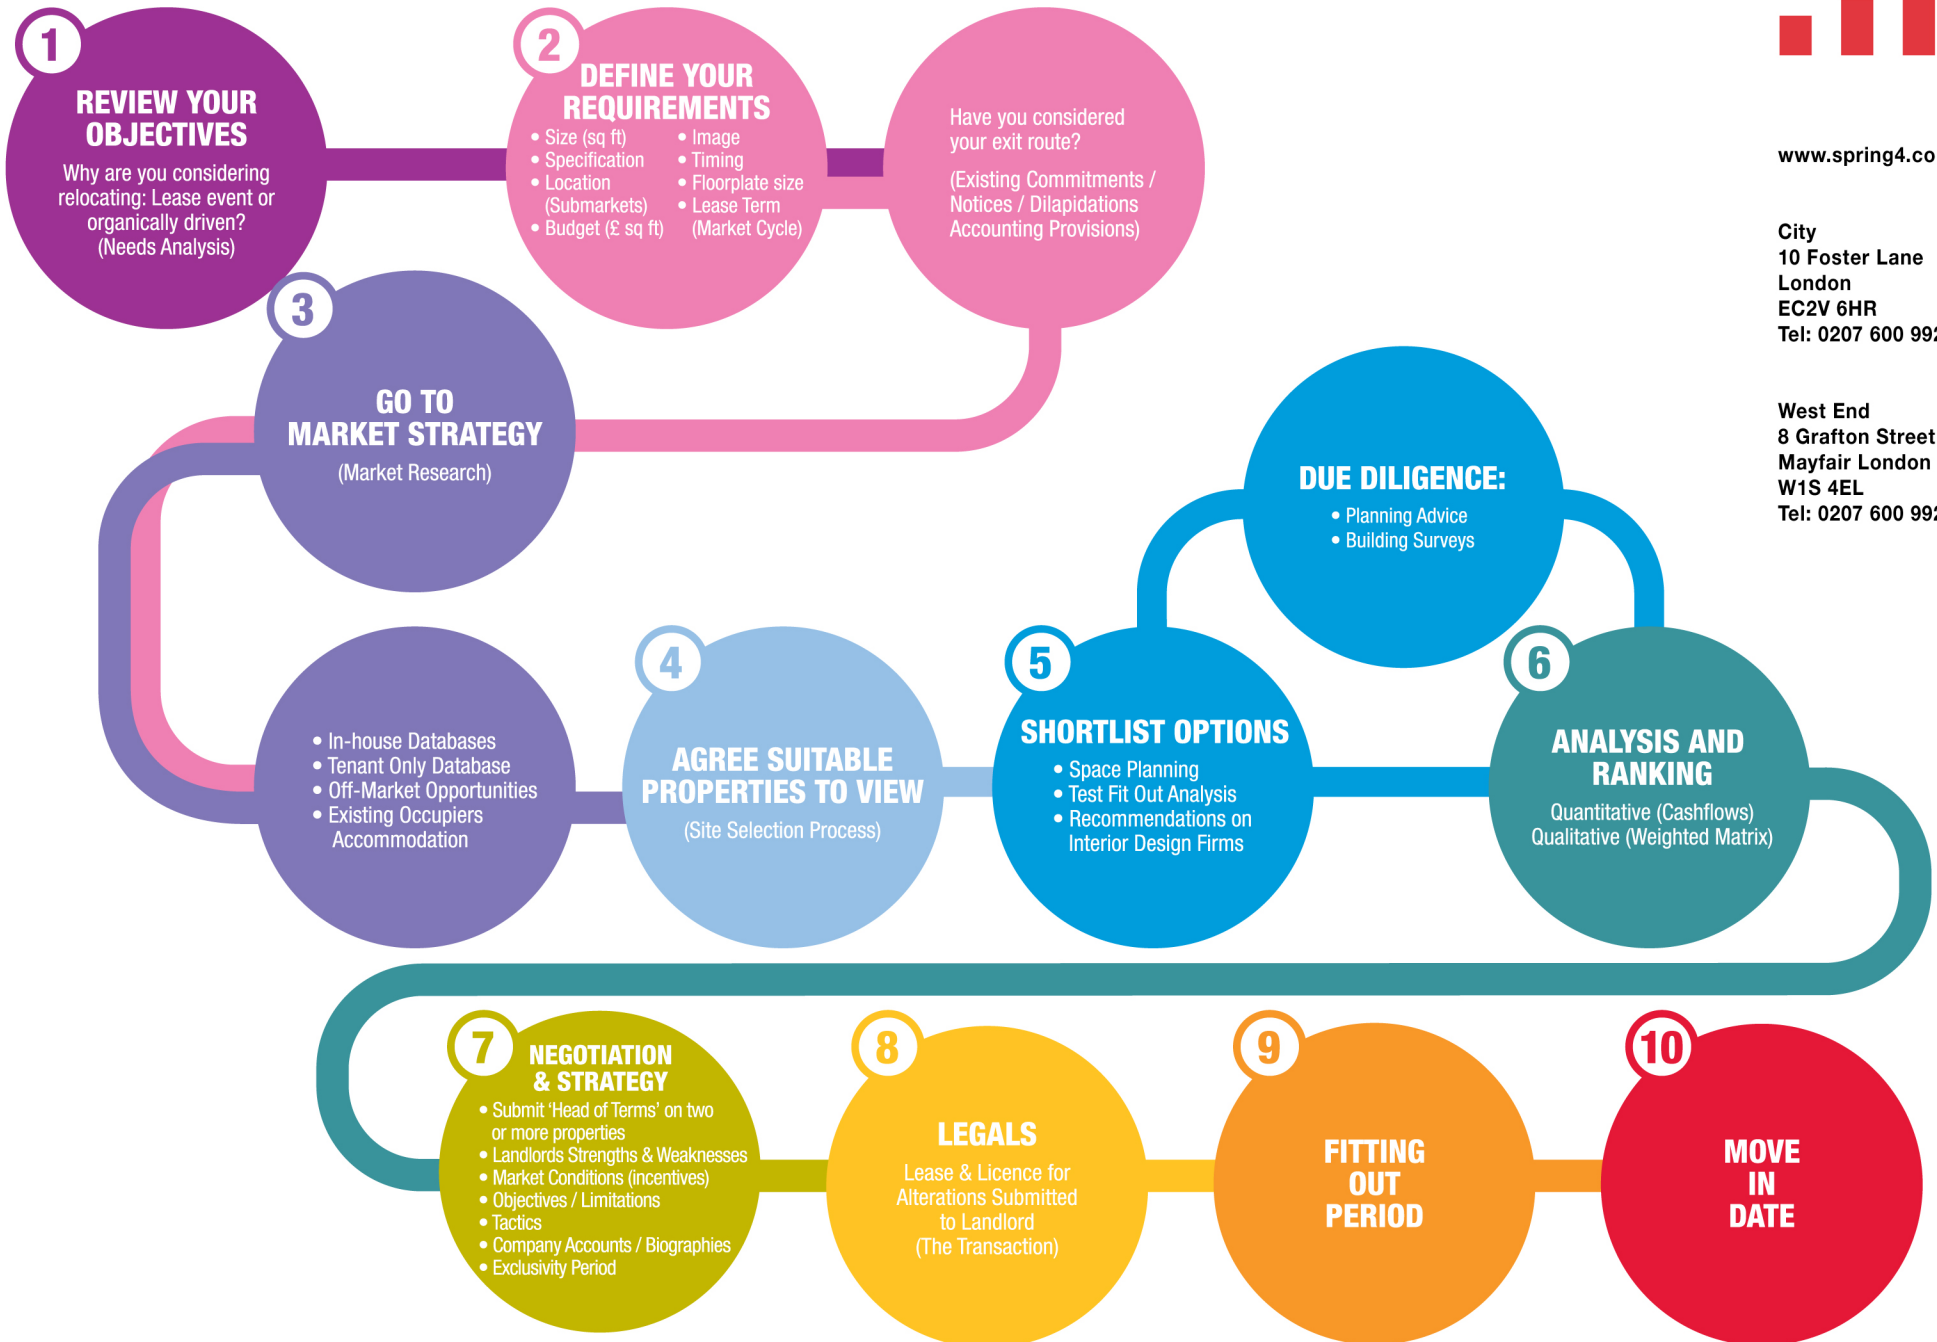 1
REVIEW YOUR
OBJECTIVES
Why are you considering
relocating: Lease event or
organically driven?
(Needs Analysis)
2
DEFINE YOUR
REQUIREMENTS
• Size (sq ft)
• Specification
• Location
(Submarkets)
• Budget (£ sq ft)
• Image
• Timing
• Floorplate size
• Lease Term
(Market Cycle)
Have you considered
your exit route?
(Existing Commitments /
Notices / Dilapidations
Accounting Provisions)
www.spring4.co
City
10 Foster Lane
London
EC2V 6HR
Tel: 0207 600 992
West End
8 Grafton Street
Mayfair London
W1S 4EL
Tel: 0207 600 992
3
GO TO
MARKET STRATEGY
(Market Research)
DUE DILIGENCE:
• Planning Advice
• Building Surveys
• In-house Databases
• Tenant Only Database
• Off-Market Opportunities
• Existing Occupiers
Accommodation
4
AGREE SUITABLE
PROPERTIES TO VIEW
(Site Selection Process)
5
SHORTLIST OPTIONS
• Space Planning
• Test Fit Out Analysis
• Recommendations on
Interior Design Firms
6
ANALYSIS AND
RANKING
Quantitative (Cashflows)
Qualitative (Weighted Matrix)
7
NEGOTIATION
& STRATEGY
• Submit ‘Head of Terms’ on two
or more properties
• Landlords Strengths & Weaknesses
• Market Conditions (incentives)
• Objectives / Limitations
• Tactics
• Company Accounts / Biographies
• Exclusivity Period
8
LEGALS
Lease & Licence for
Alterations Submitted
to Landlord
(The Transaction)
9
FITTING
OUT
PERIOD
10
MOVE
IN
DATE